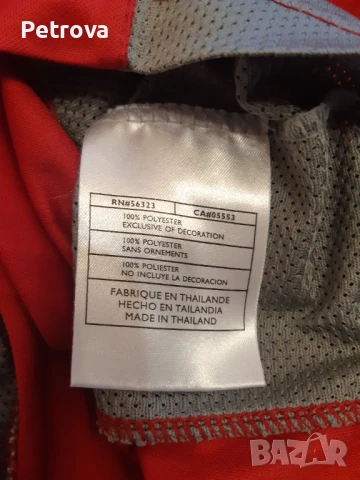 Petrova
RN#56323 CA#05553
100% POLYESTER
EXCLUSIVE OF DECORATION
100% POLYESTER
SANS ORNEMENTS
100% POLIESTER
NO INCLUYE LA DECORACION
FABRIQUE EN THAILANDE
HECHO EN TAILANDIA
MADE IN THAILAND
BAZAR